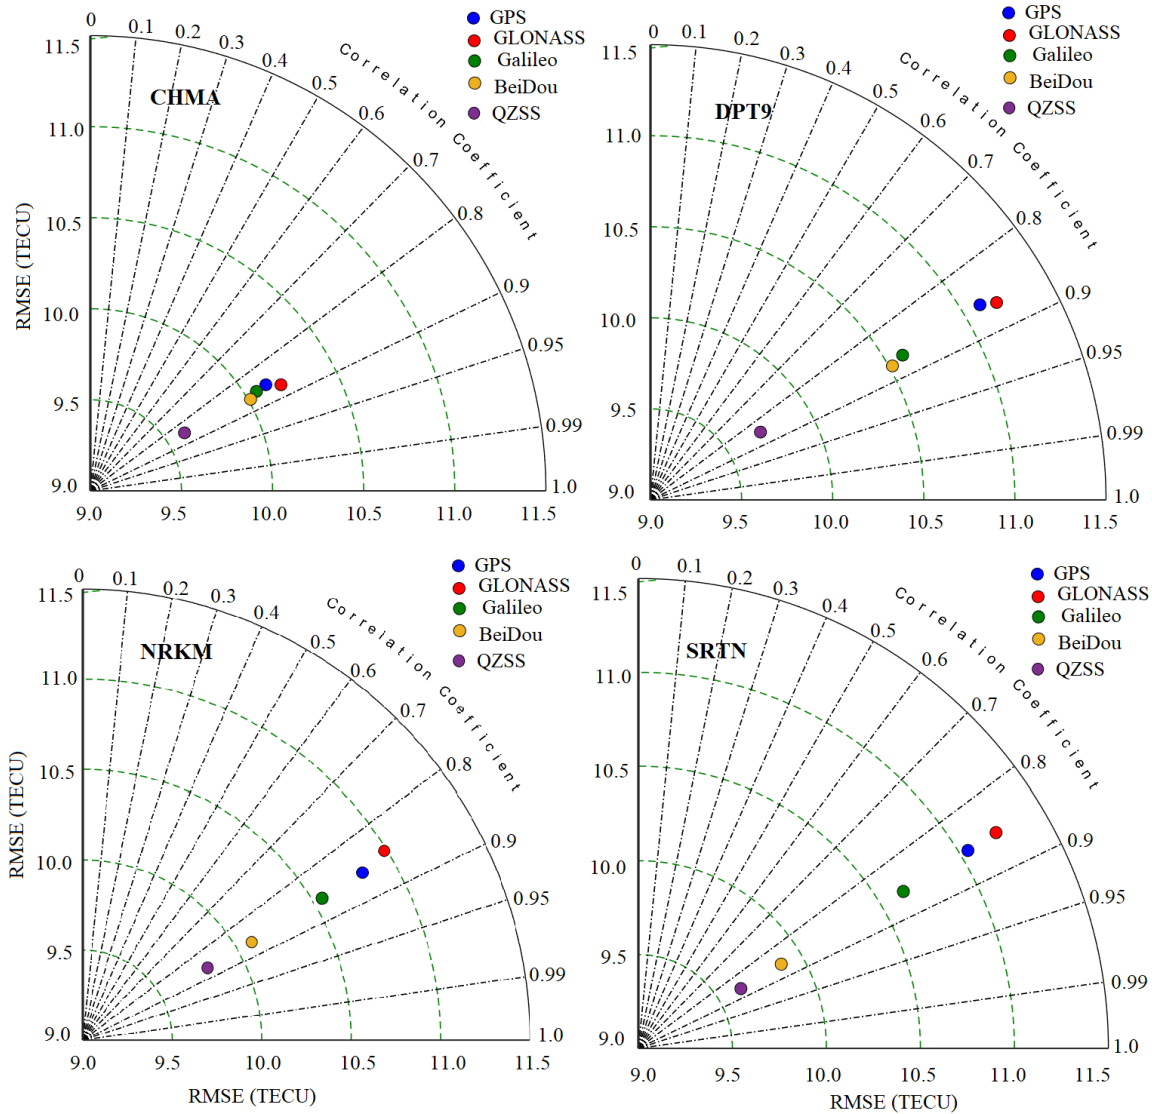 0
0.1
0.2
0.3
0.4
0.5
0.6
0.7
0.8
0.9
0.95
0.99
1.0
Correlation Coefficient
CHMA
GPS
GLONASS
Galileo
BeiDou
QZSS
11.5
11.0
10.5
10.0
9.5
9.0
RMSE (TECU)
9.0 9.5 10.0 10.5 11.0 11.5
0
0.1
0.2
0.3
0.4
0.5
0.6
0.7
0.8
0.9
0.95
0.99
1.0
Correlation Coefficient
DPT9
GPS
GLONASS
Galileo
BeiDou
QZSS
11.5
11.0
10.5
10.0
9.5
9.0
9.0 9.5 10.0 10.5 11.0 11.5
0
0.1
0.2
0.3
0.4
0.5
0.6
0.7
0.8
0.9
0.95
0.99
1.0
Correlation Coefficient
NRKM
GPS
GLONASS
Galileo
BeiDou
QZSS
11.5
11.0
10.5
10.0
9.5
9.0
RMSE (TECU)
9.0 9.5 10.0 10.5 11.0 11.5
RMSE (TECU)
0
0.1
0.2
0.3
0.4
0.5
0.6
0.7
0.8
0.9
0.95
0.99
1.0
Correlation Coefficient
SRTN
GPS
GLONASS
Galileo
BeiDou
QZSS
11.5
11.0
10.5
10.0
9.5
9.0
9.0 9.5 10.0 10.5 11.0 11.5
RMSE (TECU)